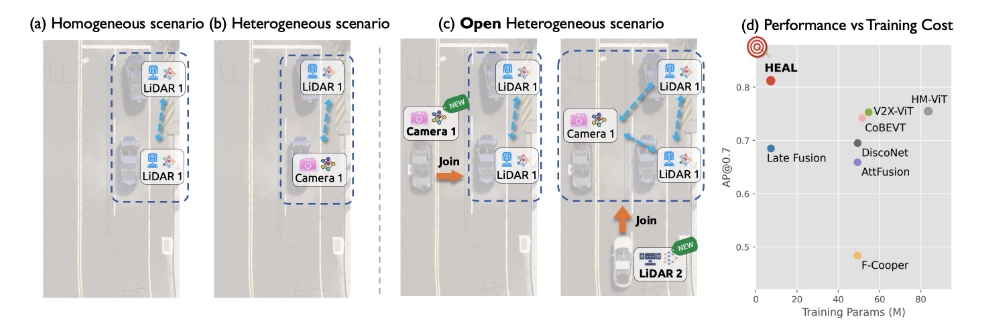 (a) Homogeneous scenario
LiDAR 1
LiDAR 1
(b) Heterogeneous scenario
LiDAR 1
Camera 1
(c) Open Heterogeneous scenario
LiDAR 1
NEW
Camera 1
Join
LiDAR 1
LiDAR 1
Camera 1
LiDAR 1
Join
NEW
LiDAR 2
(d) Performance vs Training Cost
HEAL
HM-ViT
V2X-ViT
CoBEVT
Late Fusion
DiscoNet
AttFusion
F-Cooper
AP@0.7
0.8
0.7
0.6
0.5
0 20 40 60 80
Training Params (M)